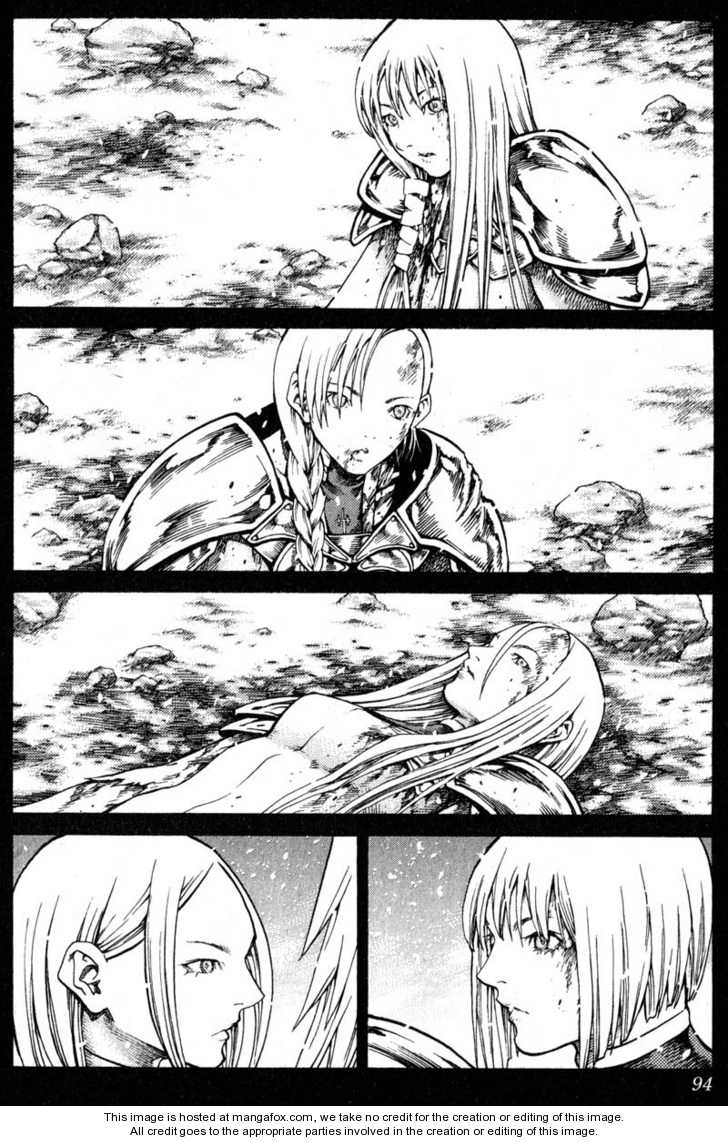 94
This image is hosted at mangafox.com, we take no credit for the creation or editing of this image.
All credit goes to the appropriate parties involved in the creation or editing of this image.